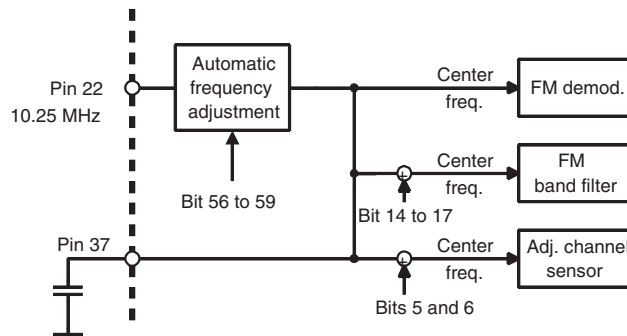 Pin 22
10.25 MHz
Automatic
frequency
adjustment
Bit 56 to 59
Center
freq.
FM demod.
+
Center
freq.
FM
band filter
Bit 14 to 17
Pin 37
+
Center
freq.
Adj. channel
sensor
Bits 5 and 6